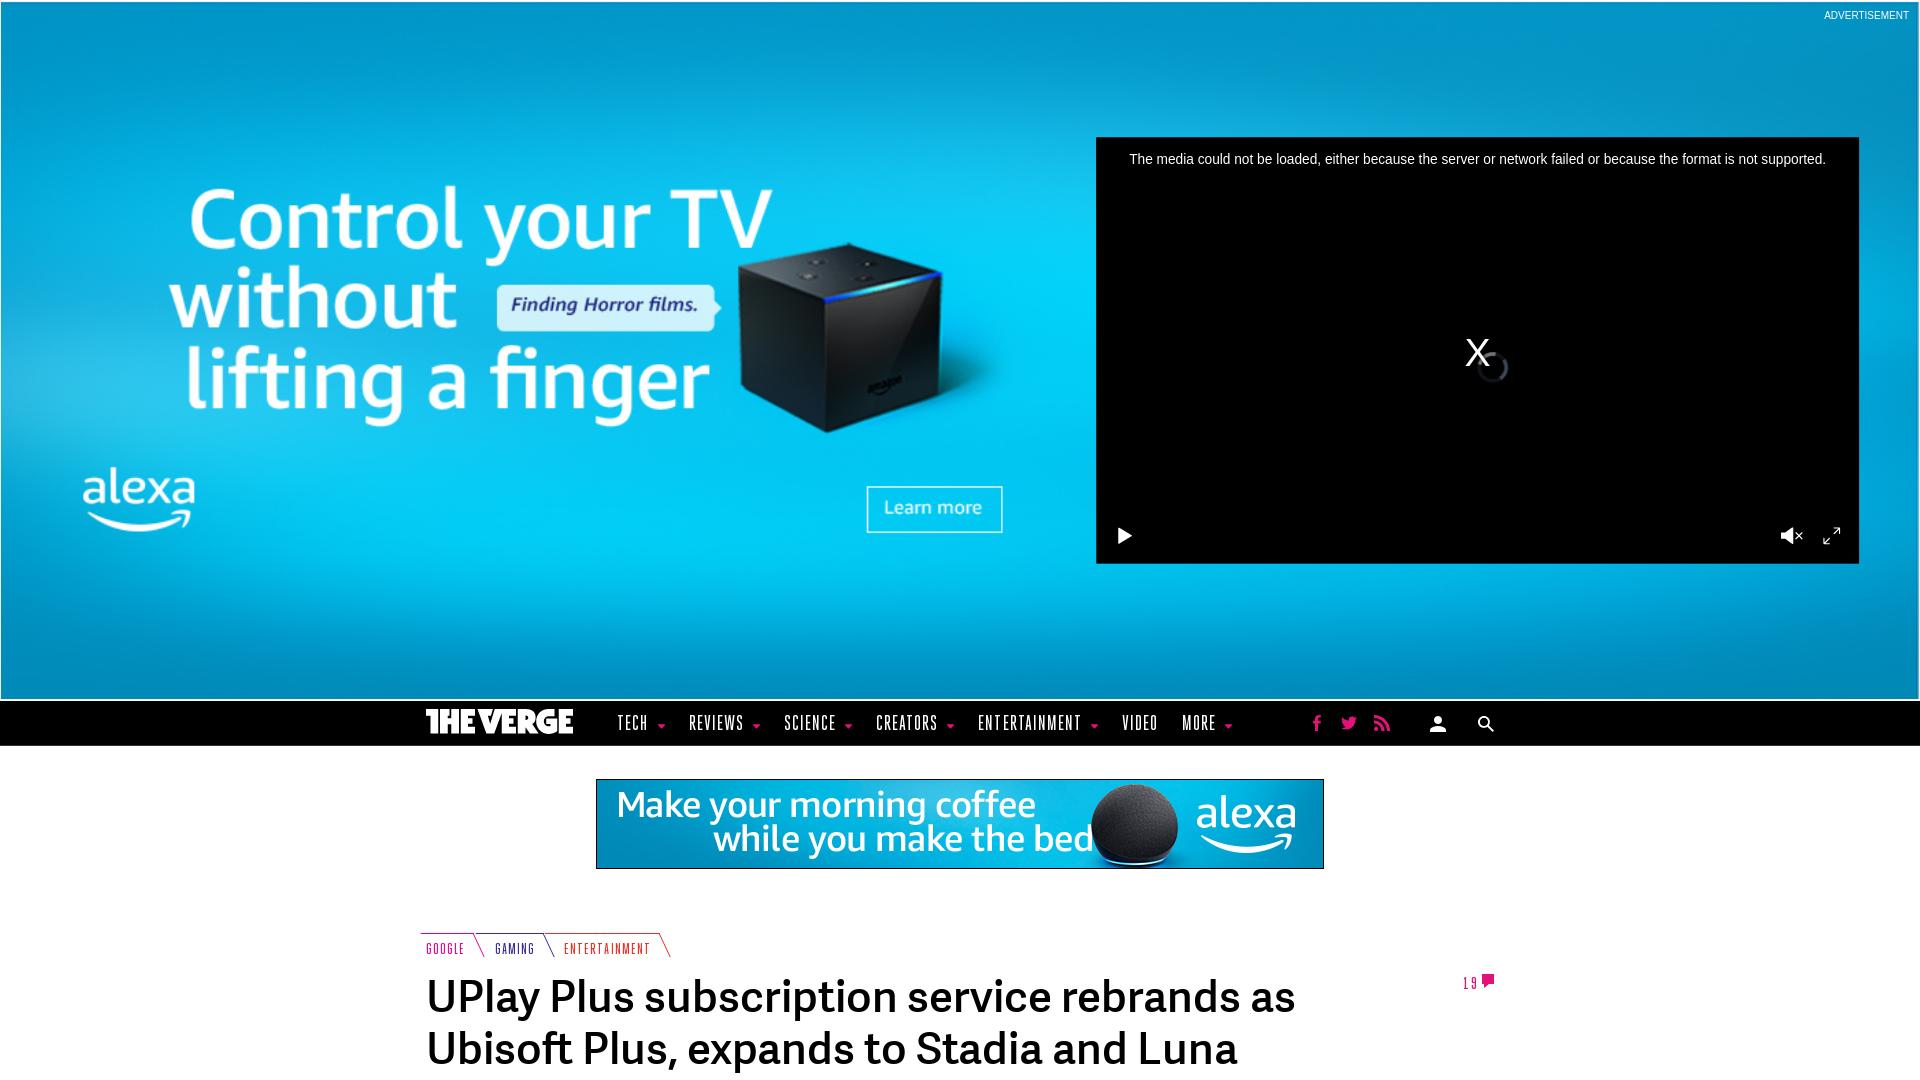 ADVERTISEMENT
Control your TV
without
Finding Horror films.
lifting a finger
amazon
alexa
Learn more
The media could not be loaded, either because the server or network failed or because the format is not supported.
X
THE VERGE
TECH REVIEWS SCIENCE CREATORS ENTERTAINMENT VIDEO MORE
Make your morning coffee
while you make the bed
alexa
GOOGLE GAMING ENTERTAINMENT
UPlay Plus subscription service rebrands as
Ubisoft Plus, expands to Stadia and Luna
19